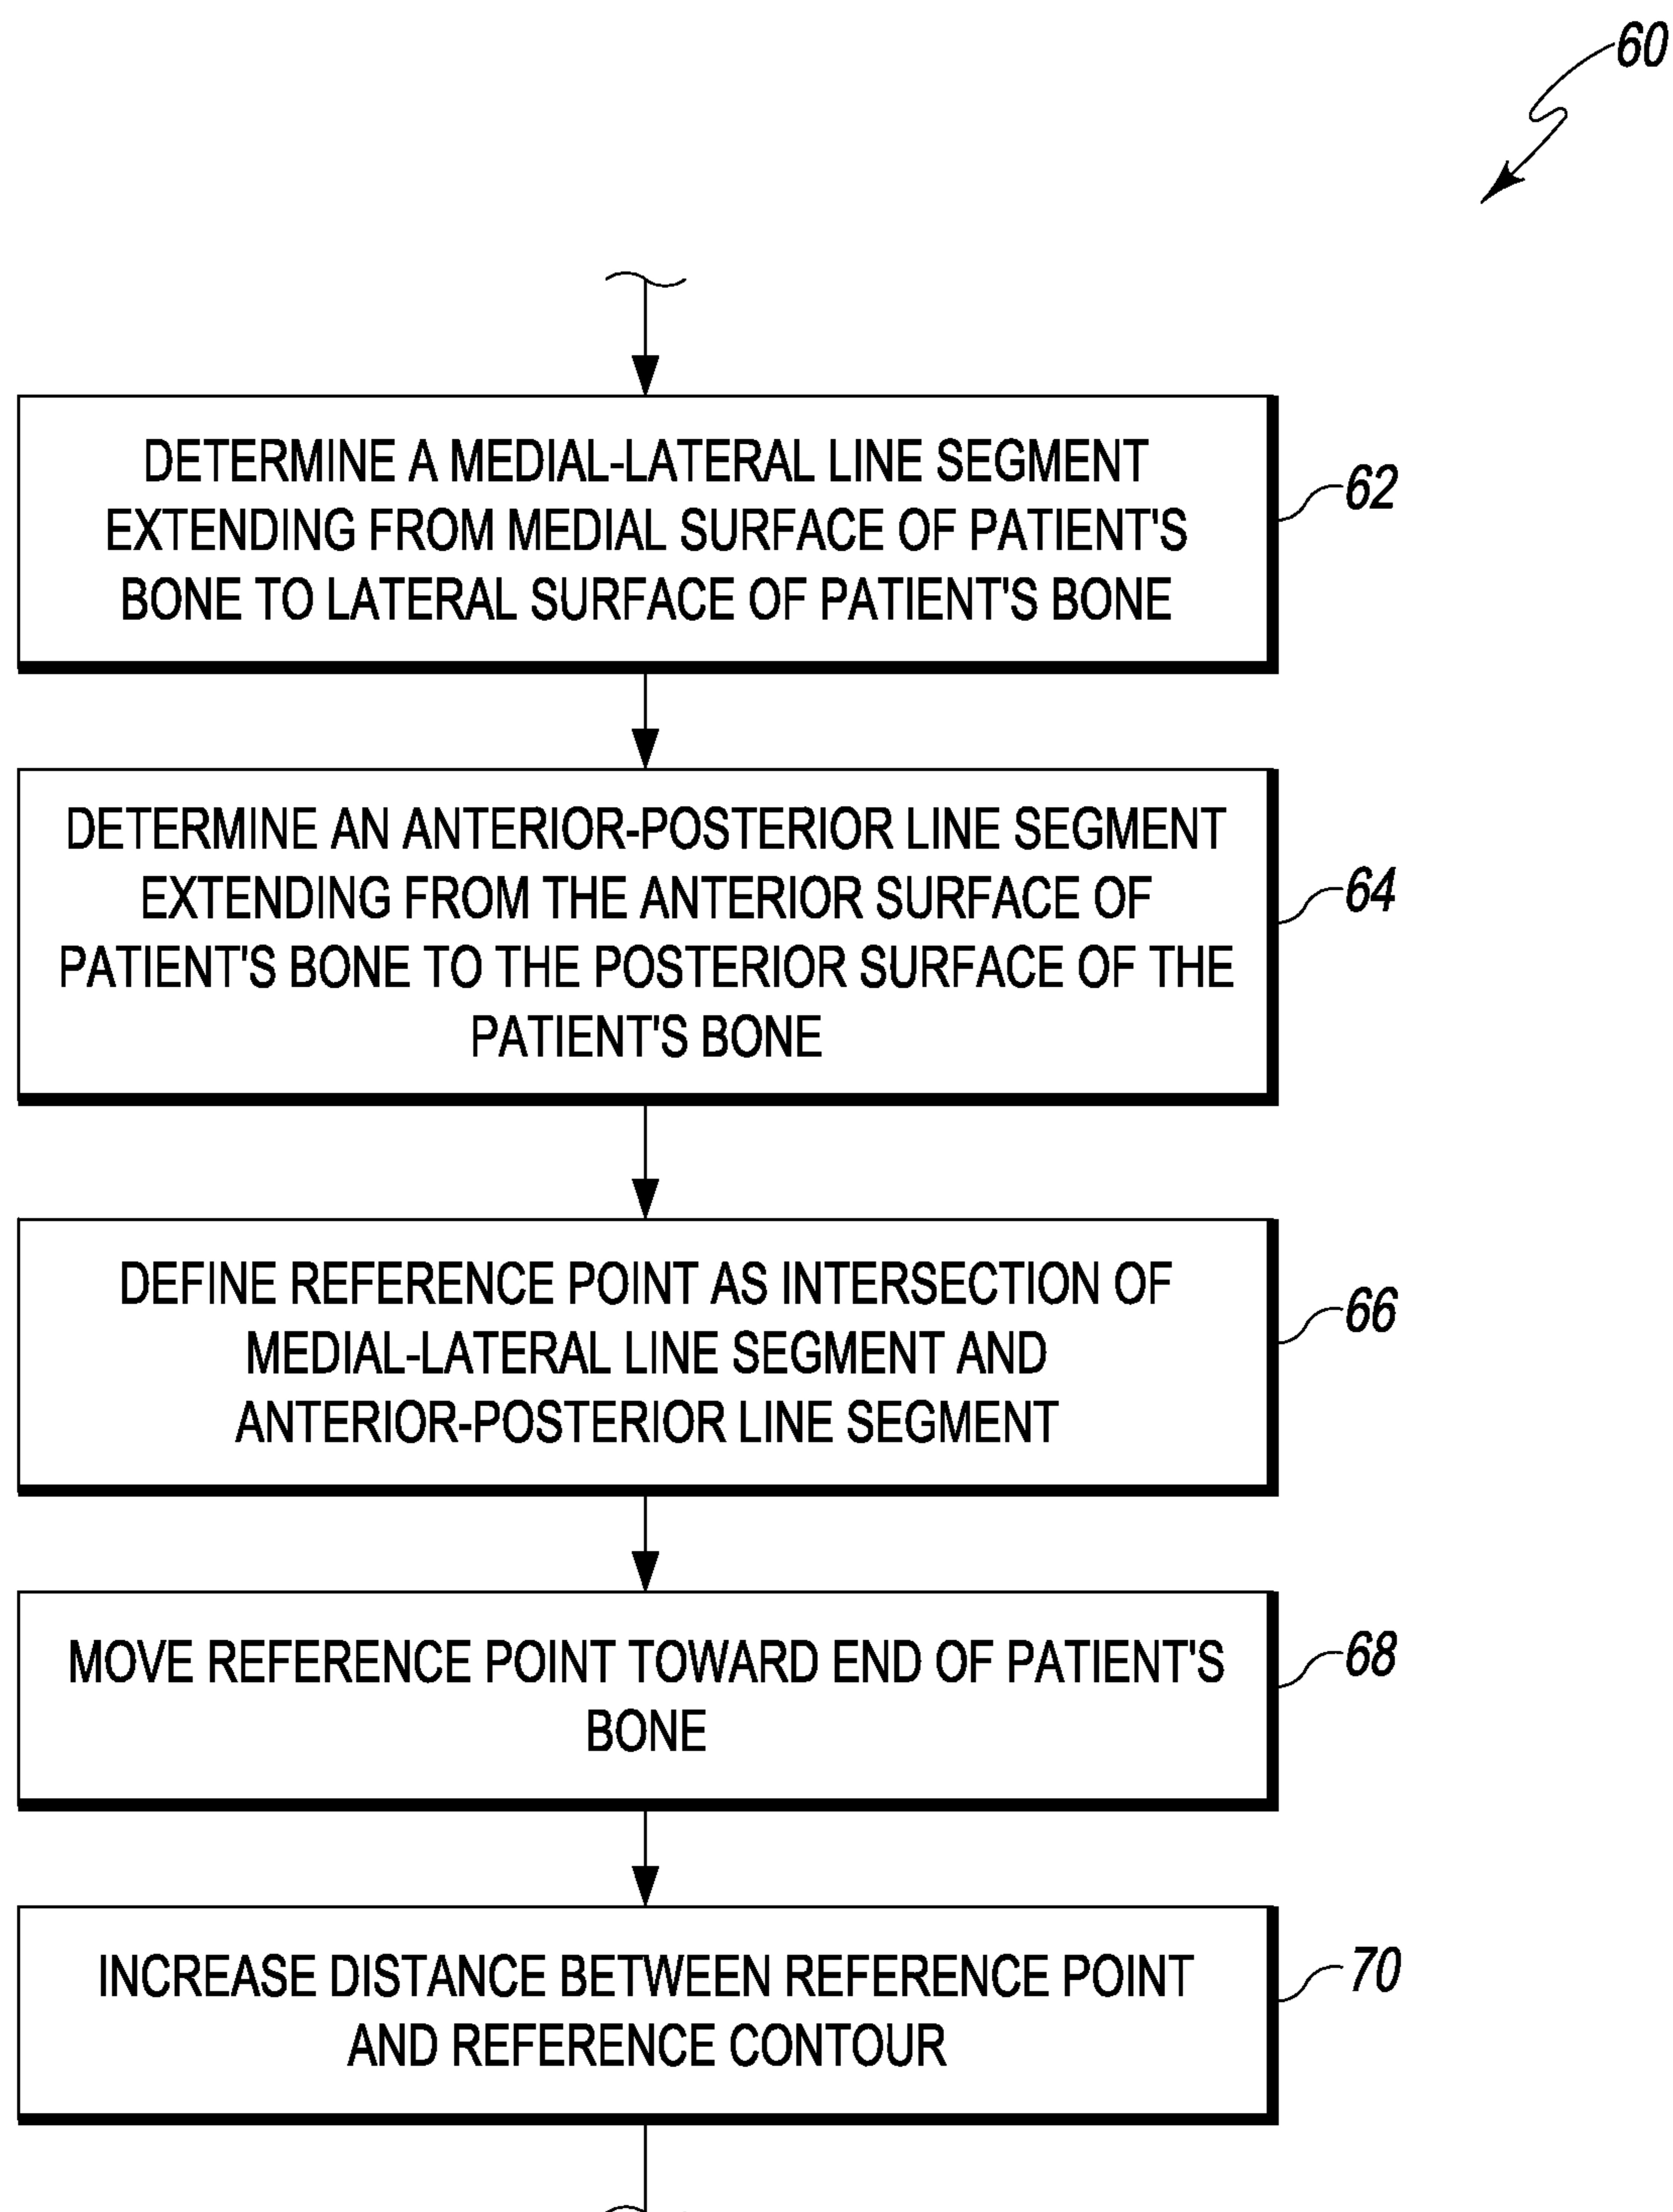 60
DETERMINE A MEDIAL-LATERAL LINE SEGMENT
EXTENDING FROM MEDIAL SURFACE OF PATIENT'S
BONE TO LATERAL SURFACE OF PATIENT'S BONE
62
DETERMINE AN ANTERIOR-POSTERIOR LINE SEGMENT
EXTENDING FROM THE ANTERIOR SURFACE OF
PATIENT'S BONE TO THE POSTERIOR SURFACE OF THE
PATIENT'S BONE
64
DEFINE REFERENCE POINT AS INTERSECTION OF
MEDIAL-LATERAL LINE SEGMENT AND
ANTERIOR-POSTERIOR LINE SEGMENT
66
MOVE REFERENCE POINT TOWARD END OF PATIENT'S
BONE
68
INCREASE DISTANCE BETWEEN REFERENCE POINT
AND REFERENCE CONTOUR
70